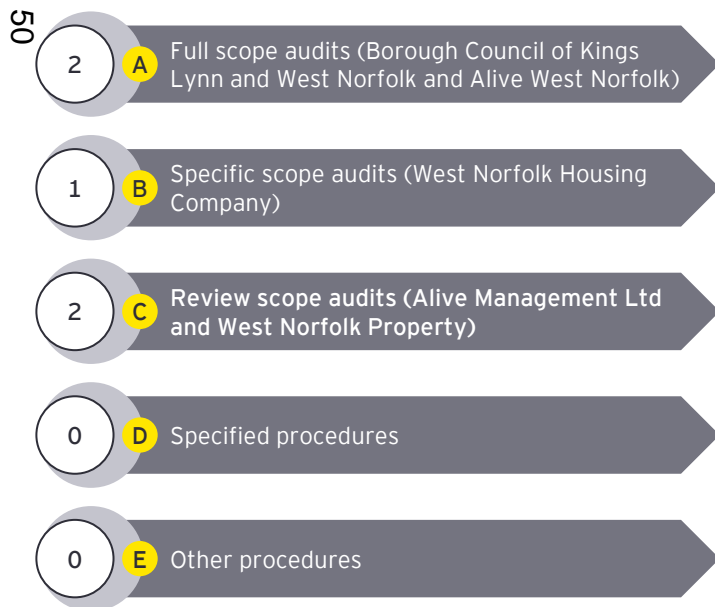 50
2
A
Full scope audits (Borough Council of Kings
Lynn and West Norfolk and Alive West Norfolk)
1
B
Specific scope audits (West Norfolk Housing
Company)
2
C
Review scope audits (Alive Management Ltd
and West Norfolk Property)
0
D
Specified procedures
0
E
Other procedures